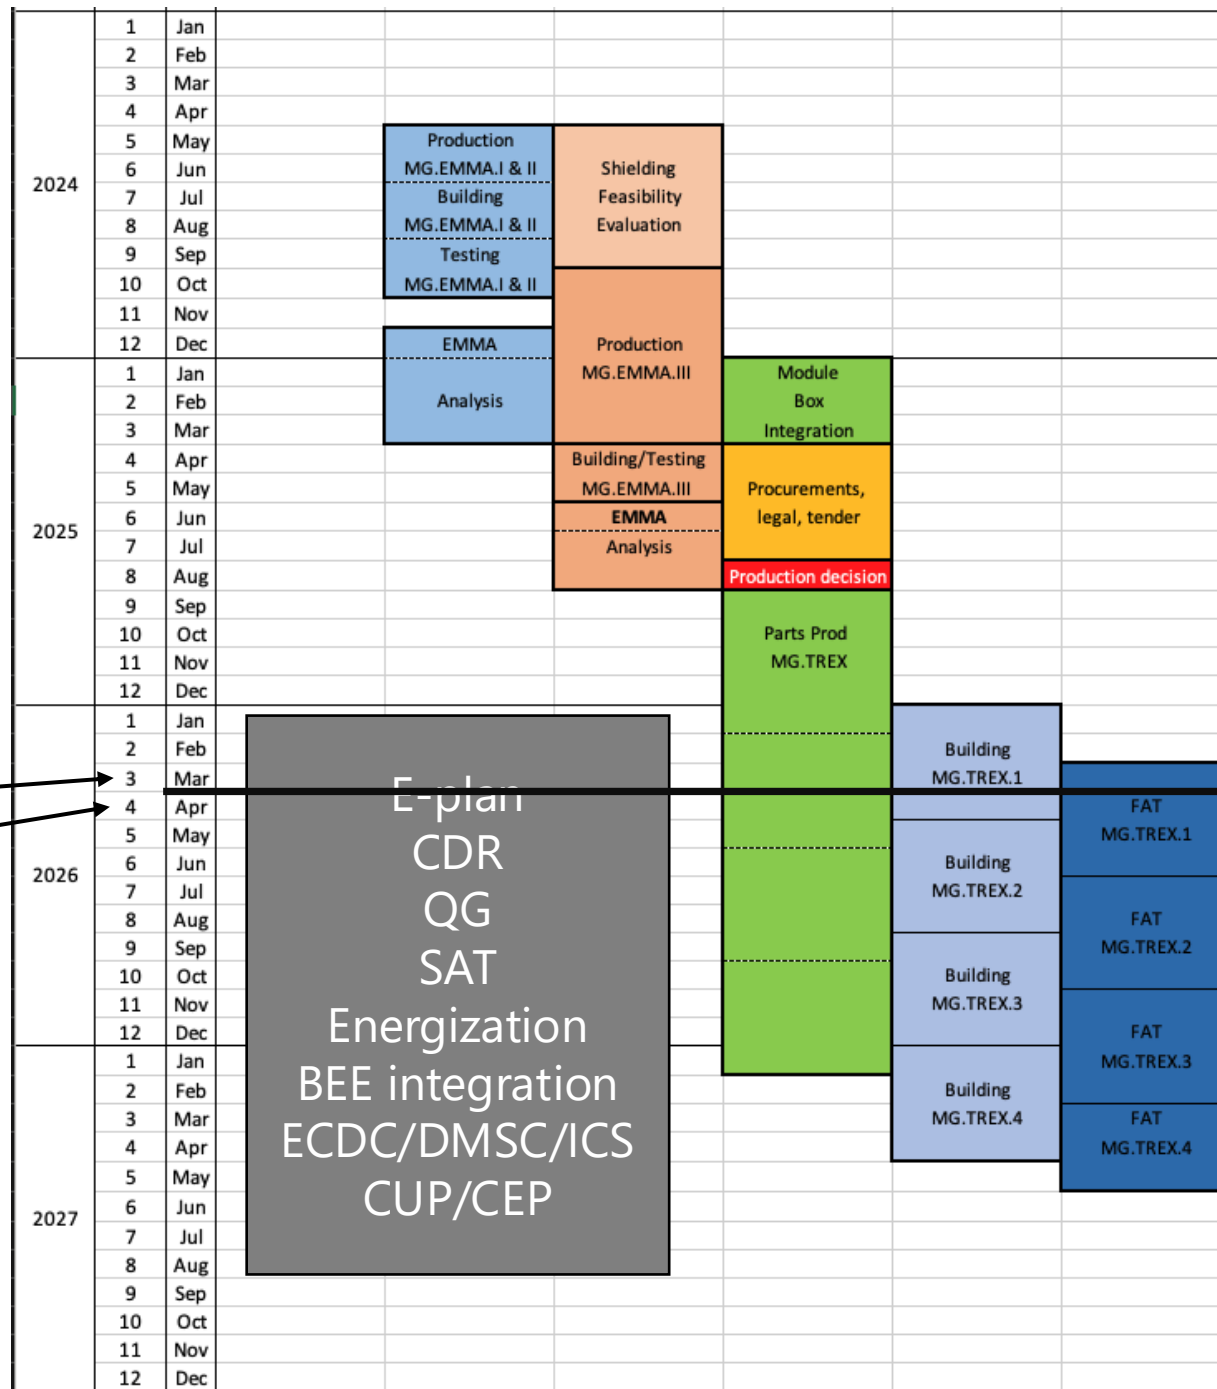 2024
1 Jan
2 Feb
3 Mar
4 Apr
5 May
6 Jun
7 Jul
8 Aug
9 Sep
10 Oct
11 Nov
12 Dec
2025
1 Jan
2 Feb
3 Mar
4 Apr
5 May
6 Jun
7 Jul
8 Aug
9 Sep
10 Oct
11 Nov
12 Dec
2026
1 Jan
2 Feb
3 Mar
4 Apr
5 May
6 Jun
7 Jul
8 Aug
9 Sep
10 Oct
11 Nov
12 Dec
2027
1 Jan
2 Feb
3 Mar
4 Apr
5 May
6 Jun
7 Jul
8 Aug
9 Sep
10 Oct
11 Nov
12 Dec
Production
MG.EMMA.I & II
Building
MG.EMMA.I & II
Testing
MG.EMMA.I & II
EMMA
Analysis
Shielding
Feasibility
Evaluation
Production
MG.EMMA.III
Building/Testing
MG.EMMA.III
EMMA
Analysis
Module
Box
Integration
Procurements,
legal, tender
Production decision
Parts Prod
MG.TREX
Building
MG.TREX.1
Building
MG.TREX.2
Building
MG.TREX.3
Building
MG.TREX.4
FAT
MG.TREX.1
FAT
MG.TREX.2
FAT
MG.TREX.3
FAT
MG.TREX.4
E-plan
CDR
QG
SAT
Energization
BEE integration
ECDC/DMSC/ICS
CUP/CEP